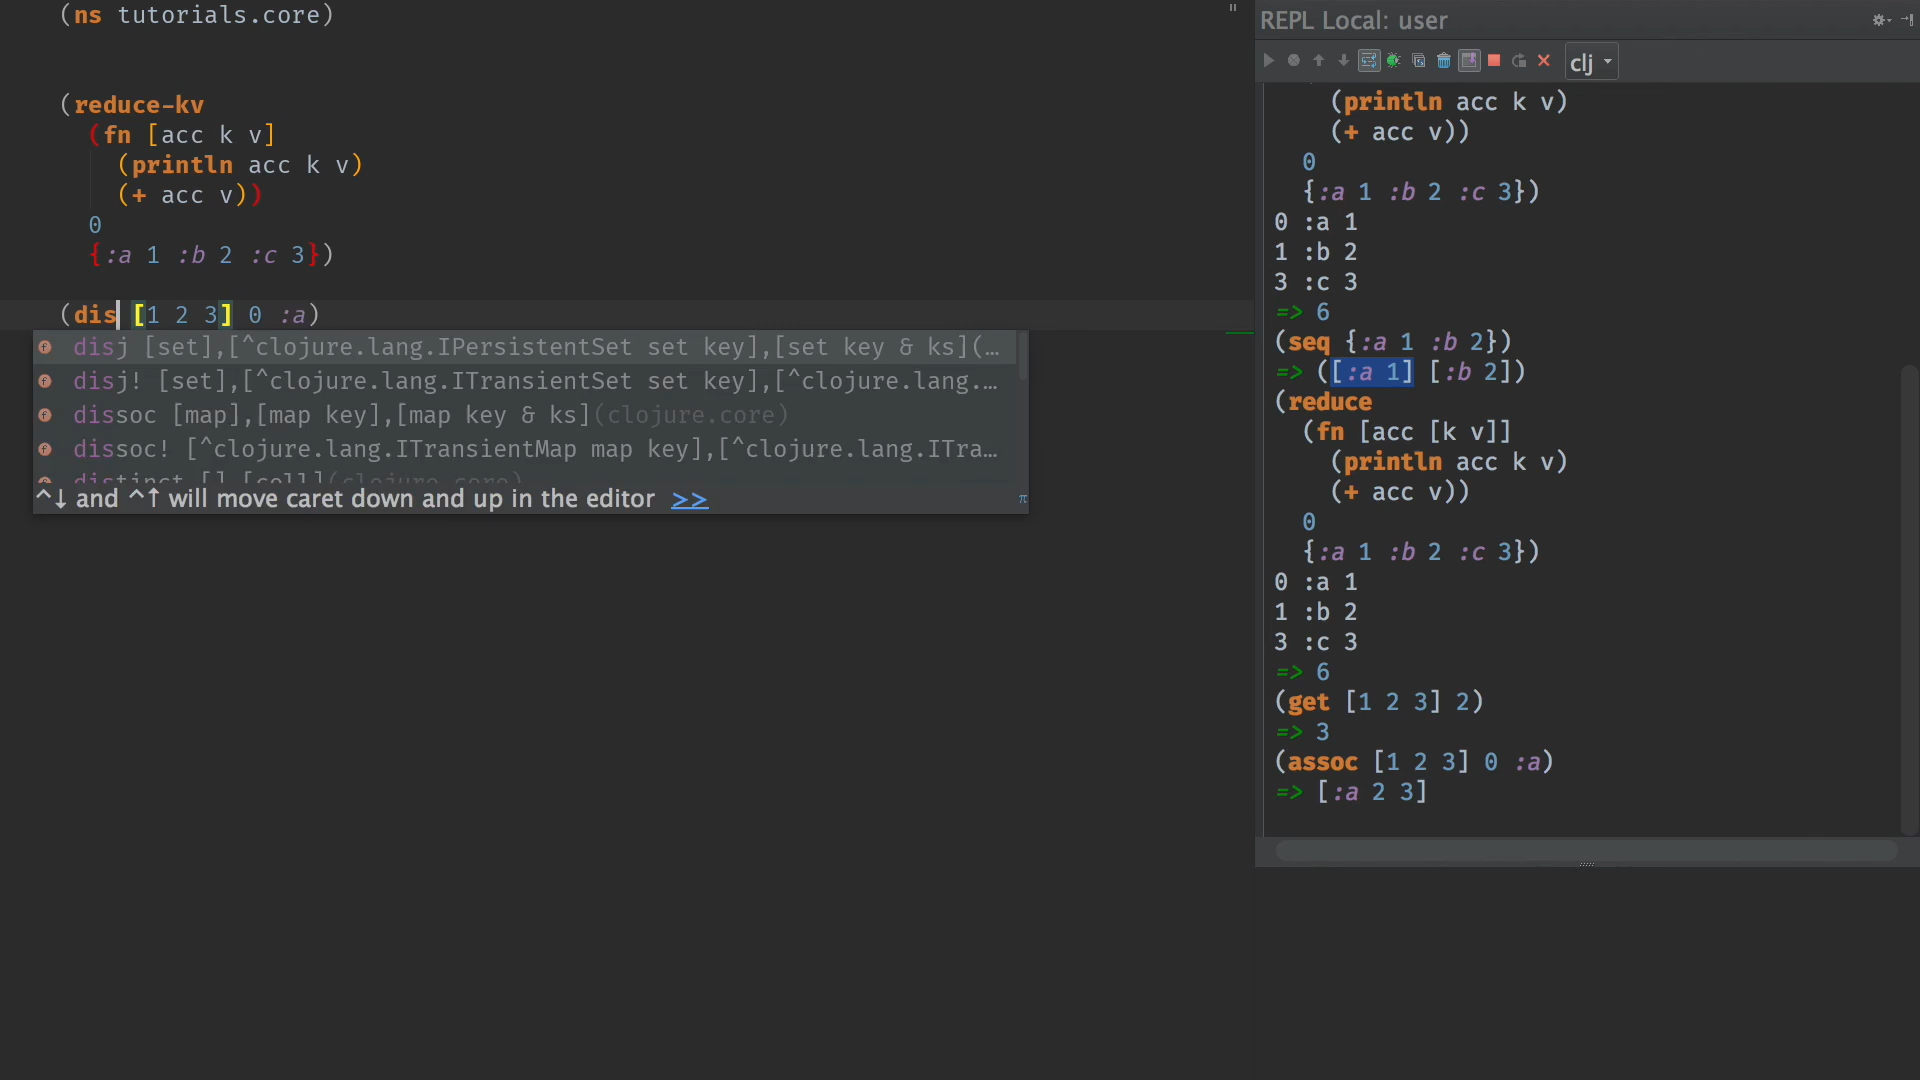 (ns tutorials.core)
(reduce-kv
(fn [acc k v]
(println acc k v)
(+ acc v))
0
{:a 1 :b 2 :c 3})
(dis [1 2 3] 0 :a)
disj [set],[^clojure.lang.IPersistentSet set key],[set key & ks](…
disj! [set],[^clojure.lang.ITransientSet set key],[^clojure.lang.…
dissoc [map],[map key],[map key & ks](clojure.core)
dissoc! [^clojure.lang.ITransientMap map key],[^clojure.lang.ITra…
distinct [],[coll](clojure.core)
^↓ and ^↑ will move caret down and up in the editor >>
π
REPL Local: user
clj
(println acc k v)
(+ acc v))
0
{:a 1 :b 2 :c 3})
0 :a 1
1 :b 2
3 :c 3
=> 6
(seq {:a 1 :b 2})
=> ([:a 1] [:b 2])
(reduce
(fn [acc [k v]]
(println acc k v)
(+ acc v))
0
{:a 1 :b 2 :c 3})
0 :a 1
1 :b 2
3 :c 3
=> 6
(get [1 2 3] 2)
=> 3
(assoc [1 2 3] 0 :a)
=> [:a 2 3]